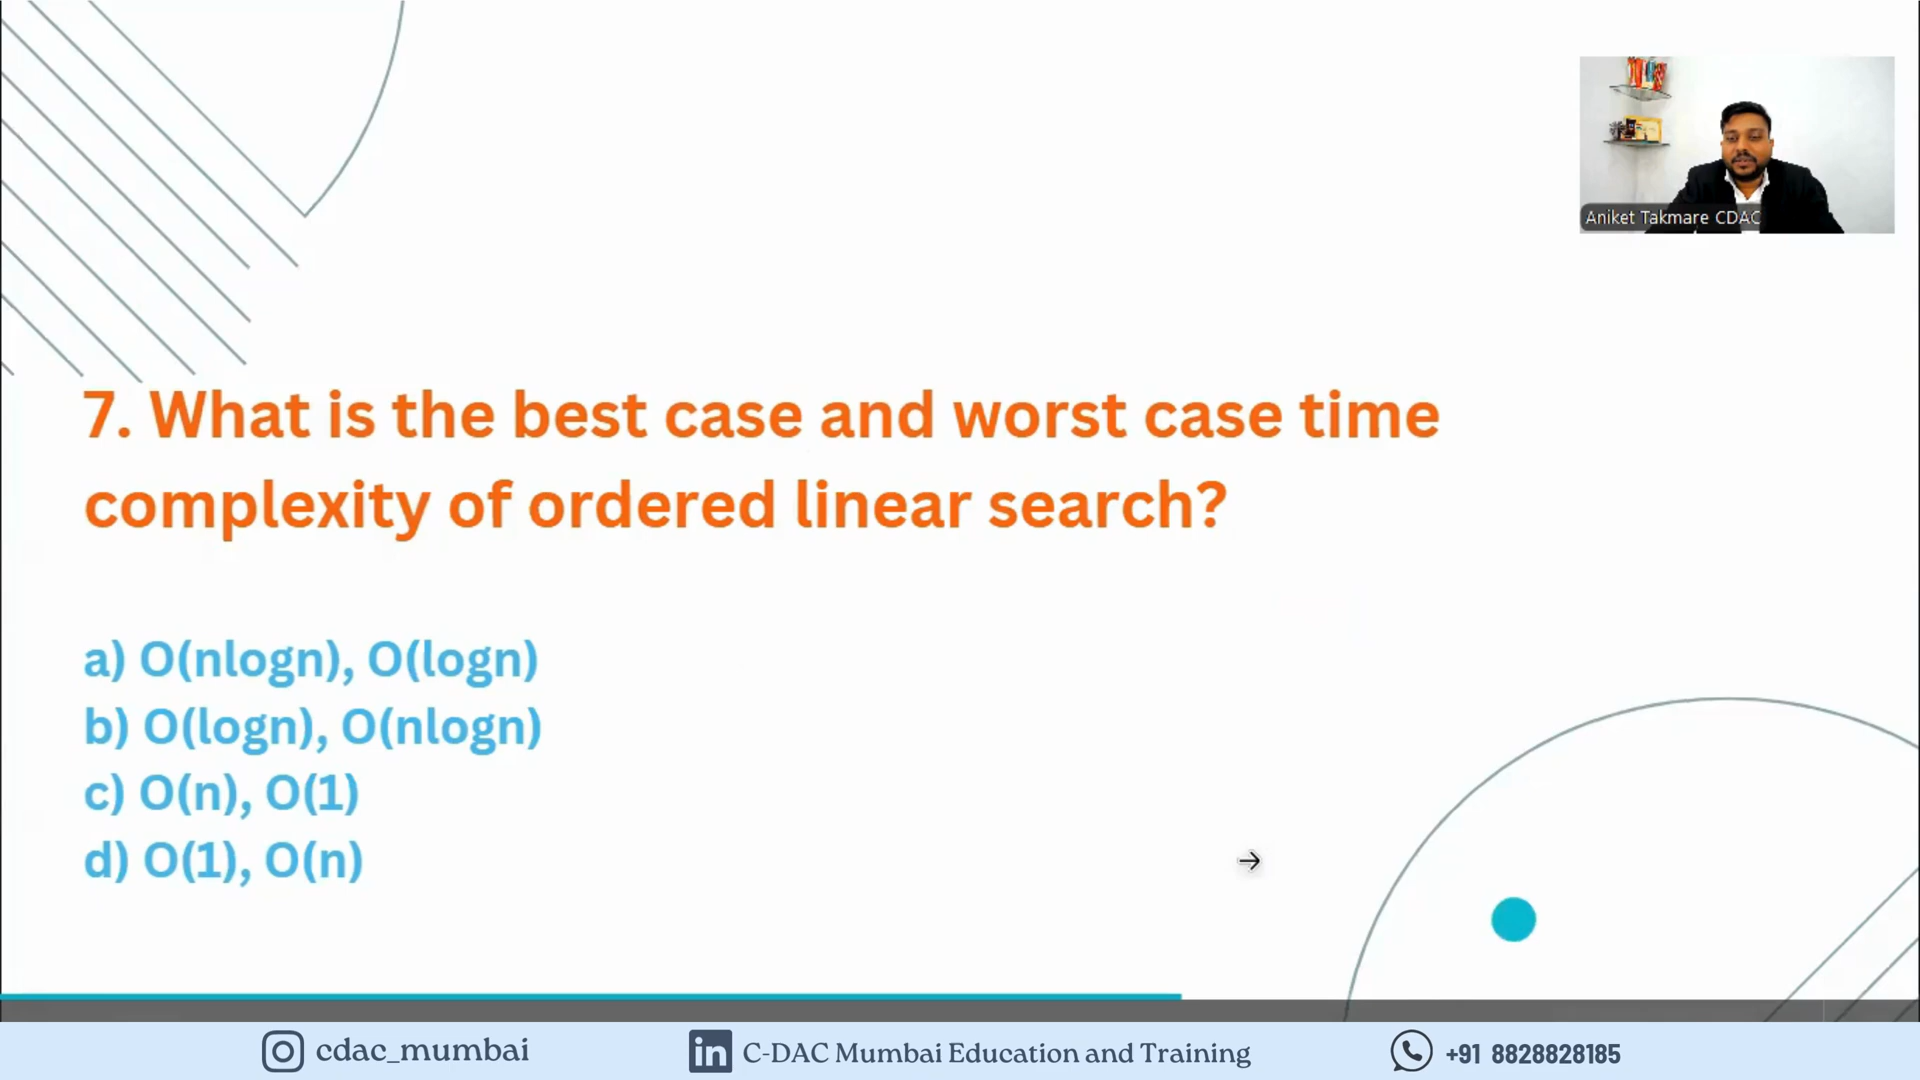 Aniket Takmare CDAC
7. What is the best case and worst case time
complexity of ordered linear search?
a) O(nlogn), O(logn)
b) O(logn), O(nlogn)
c) O(n), O(1)
d) O(1), O(n)
cdac_mumbai
in C-DAC Mumbai Education and Training
+91 8828828185